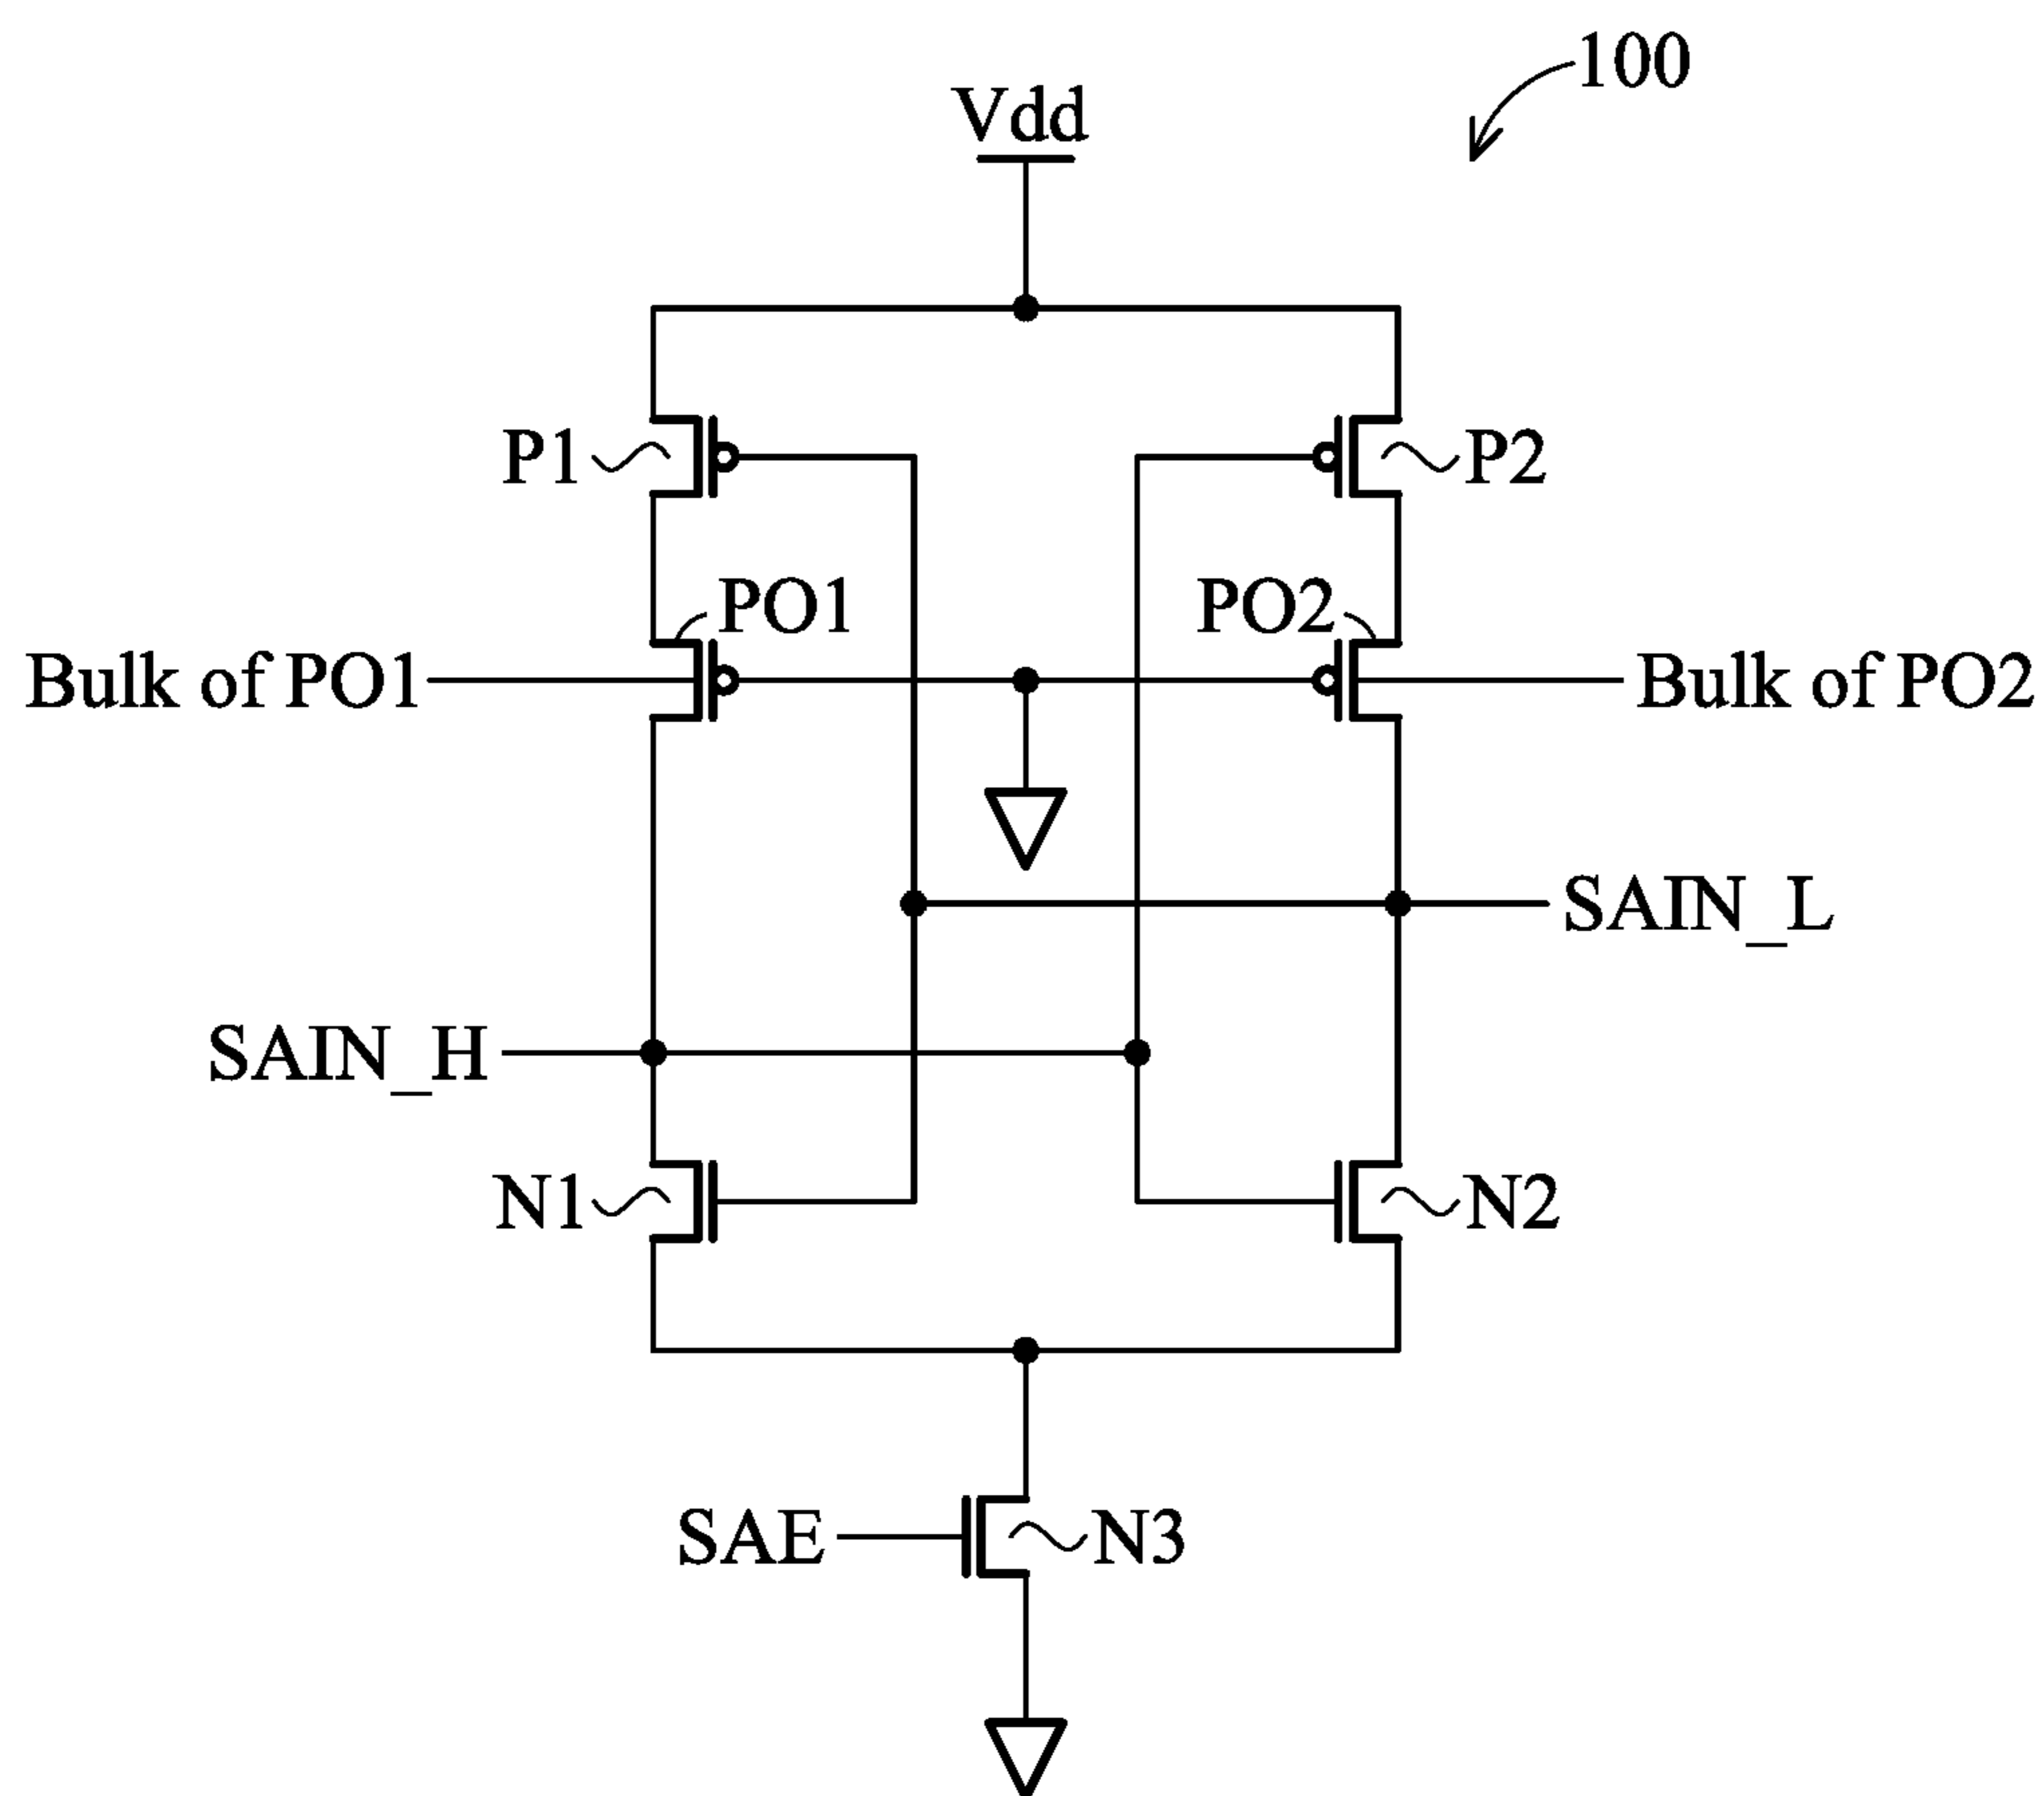 100
Vdd
P1
P2
PO1
PO2
Bulk of PO1
Bulk of PO2
SAIN_L
SAIN_H
N1
N2
SAE
N3